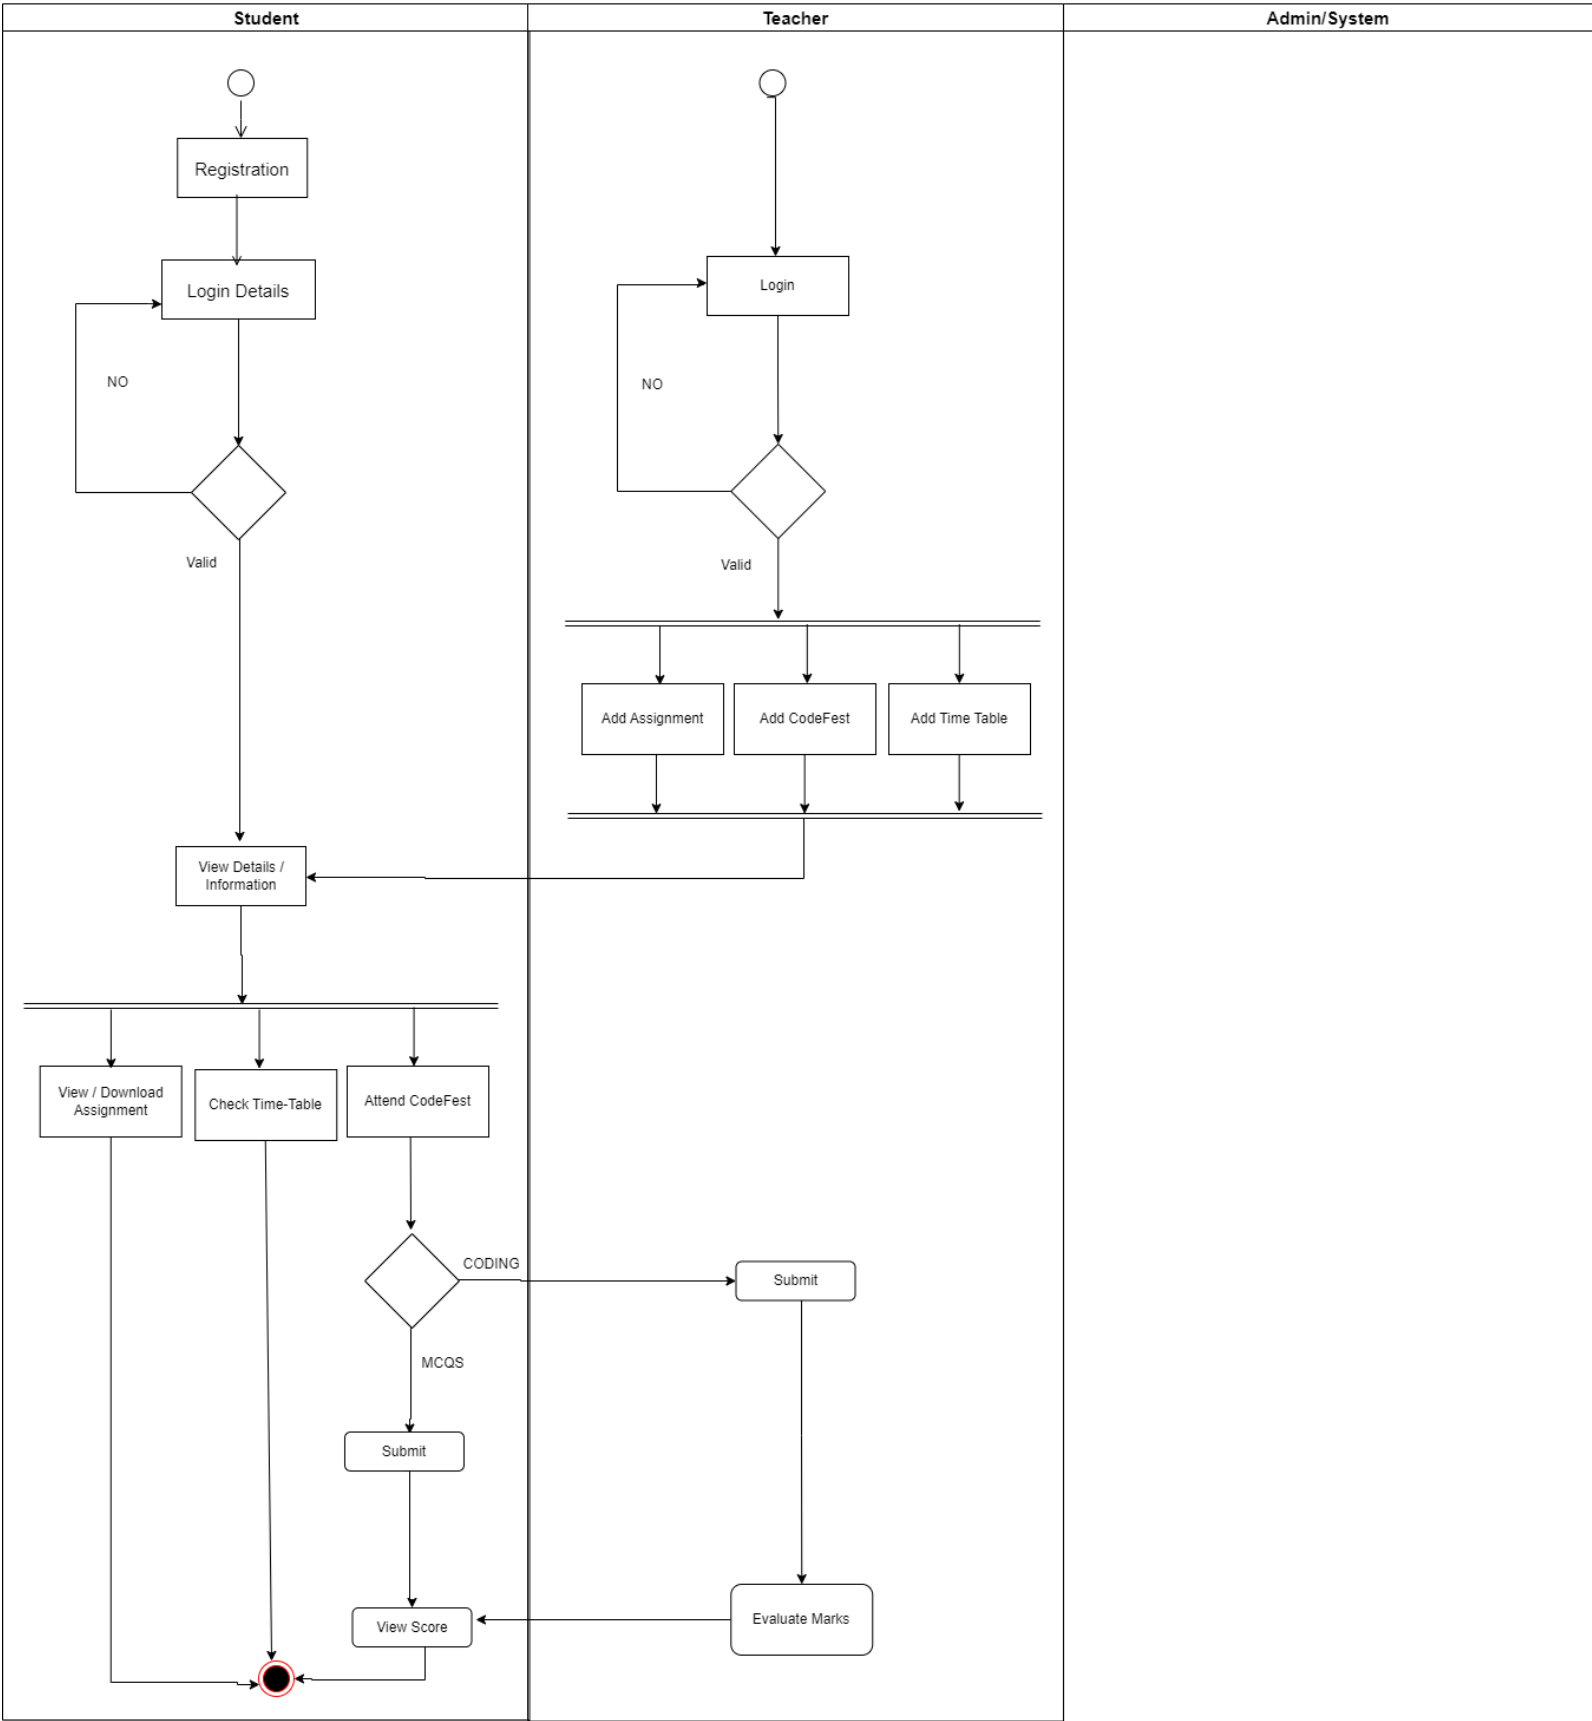 Student
Teacher
Admin/System
Registration
Login Details
Login
NO
NO
Valid
Valid
Add Assignment
Add CodeFest
Add Time Table
View Details /
Information
View / Download
Assignment
Check Time-Table
Attend CodeFest
CODING
Submit
MCQS
Submit
View Score
Evaluate Marks